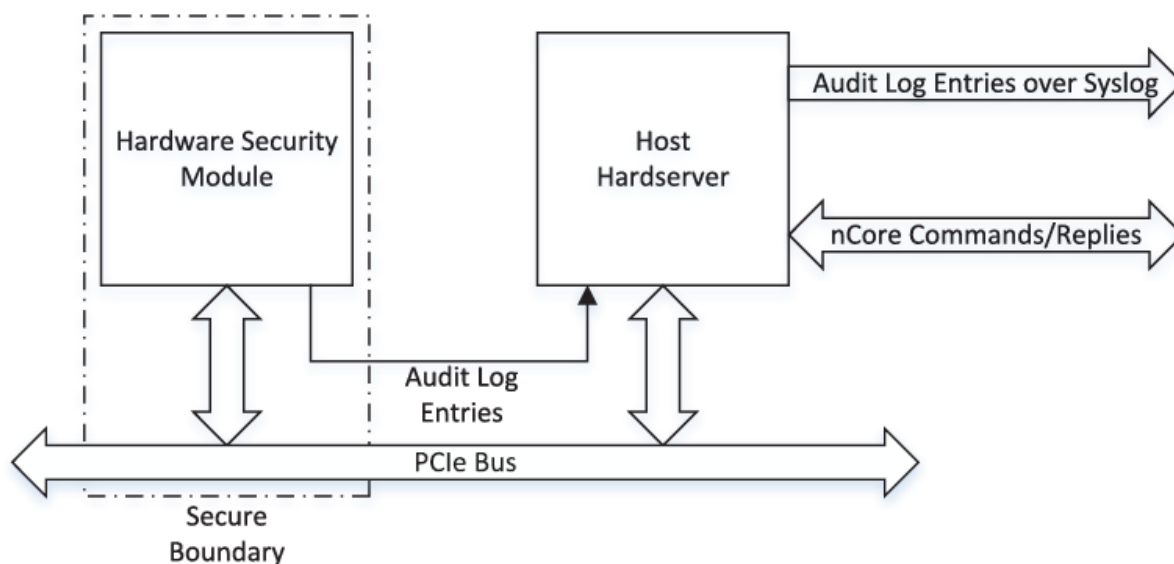 Hardware Security
Module
Host
Hardserver
Audit Log Entries over Syslog
nCore Commands/Replies
Audit Log
Entries
PCIe Bus
Secure
Boundary